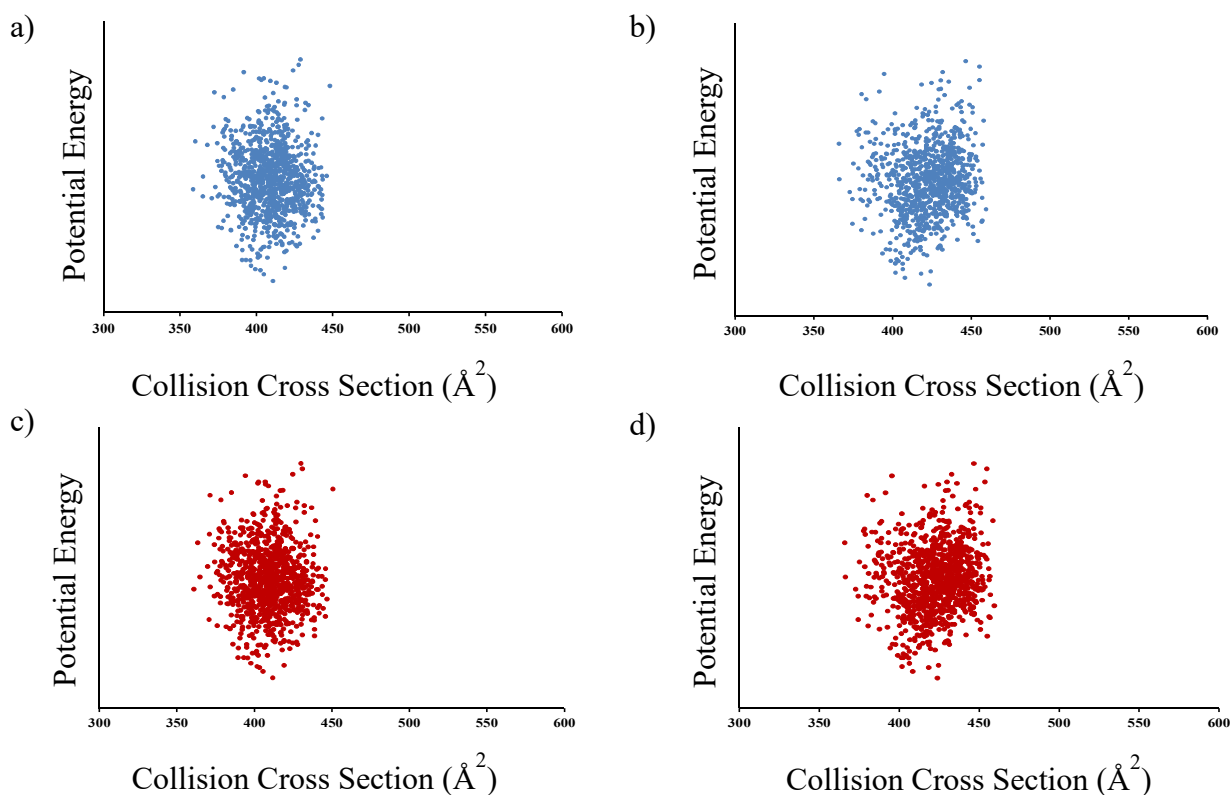 a)
Potential Energy
300 350 400 450 500 550 600
Collision Cross Section (Å²)
b)
Potential Energy
300 350 400 450 500 550 600
Collision Cross Section (Å²)
c)
Potential Energy
300 350 400 450 500 550 600
Collision Cross Section (Å²)
d)
Potential Energy
300 350 400 450 500 550 600
Collision Cross Section (Å²)